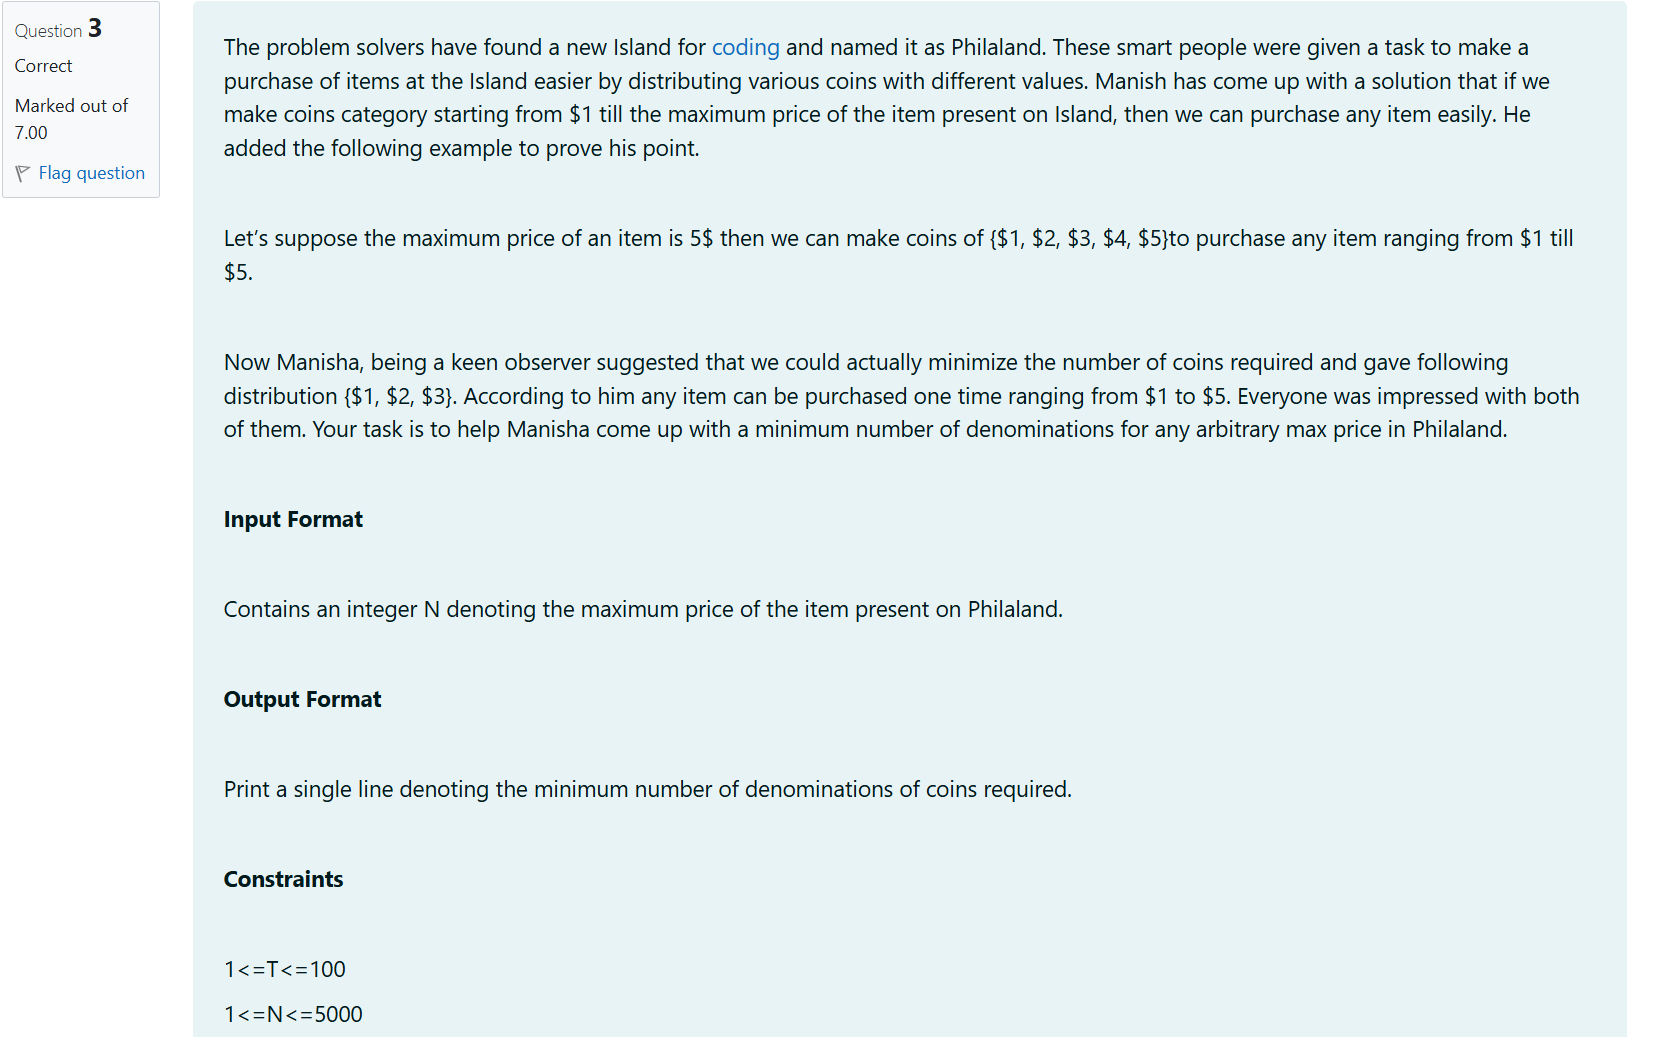 Question 3
Correct
Marked out of
7.00
Flag question
The problem solvers have found a new Island for coding and named it as Philaland. These smart people were given a task to make a
purchase of items at the Island easier by distributing various coins with different values. Manish has come up with a solution that if we
make coins category starting from $1 till the maximum price of the item present on Island, then we can purchase any item easily. He
added the following example to prove his point.
Let's suppose the maximum price of an item is 5$ then we can make coins of {$1, $2, $3, $4, $5}to purchase any item ranging from $1 till
$5.
Now Manisha, being a keen observer suggested that we could actually minimize the number of coins required and gave following
distribution {$1, $2, $3}. According to him any item can be purchased one time ranging from $1 to $5. Everyone was impressed with both
of them. Your task is to help Manisha come up with a minimum number of denominations for any arbitrary max price in Philaland.
Input Format
Contains an integer N denoting the maximum price of the item present on Philaland.
Output Format
Print a single line denoting the minimum number of denominations of coins required.
Constraints
1<=T<=100
1<=N<=5000